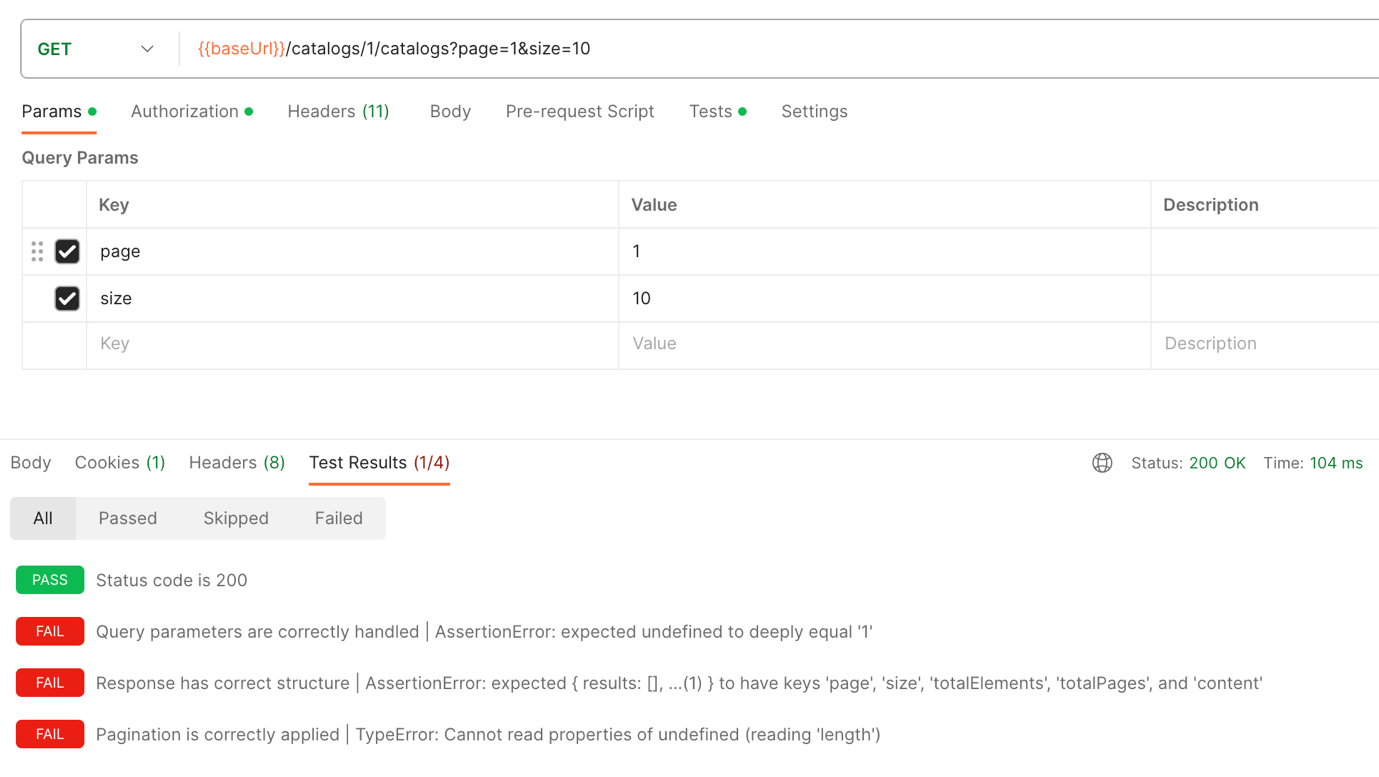 GET {{baseUrl}}/catalogs/1/catalogs?page=1&size=10
Params Authorization Headers (11) Body Pre-request Script Tests Settings
Query Params
Key Value Description
page 1
size 10
Key Value Description
Body Cookies (1) Headers (8) Test Results (1/4) Status: 200 OK Time: 104 ms
All Passed Skipped Failed
PASS Status code is 200
FAIL Query parameters are correctly handled | AssertionError: expected undefined to deeply equal '1'
FAIL Response has correct structure | AssertionError: expected { results: [], …(1) } to have keys 'page', 'size', 'totalElements', 'totalPages', and 'content'
FAIL Pagination is correctly applied | TypeError: Cannot read properties of undefined (reading 'length')